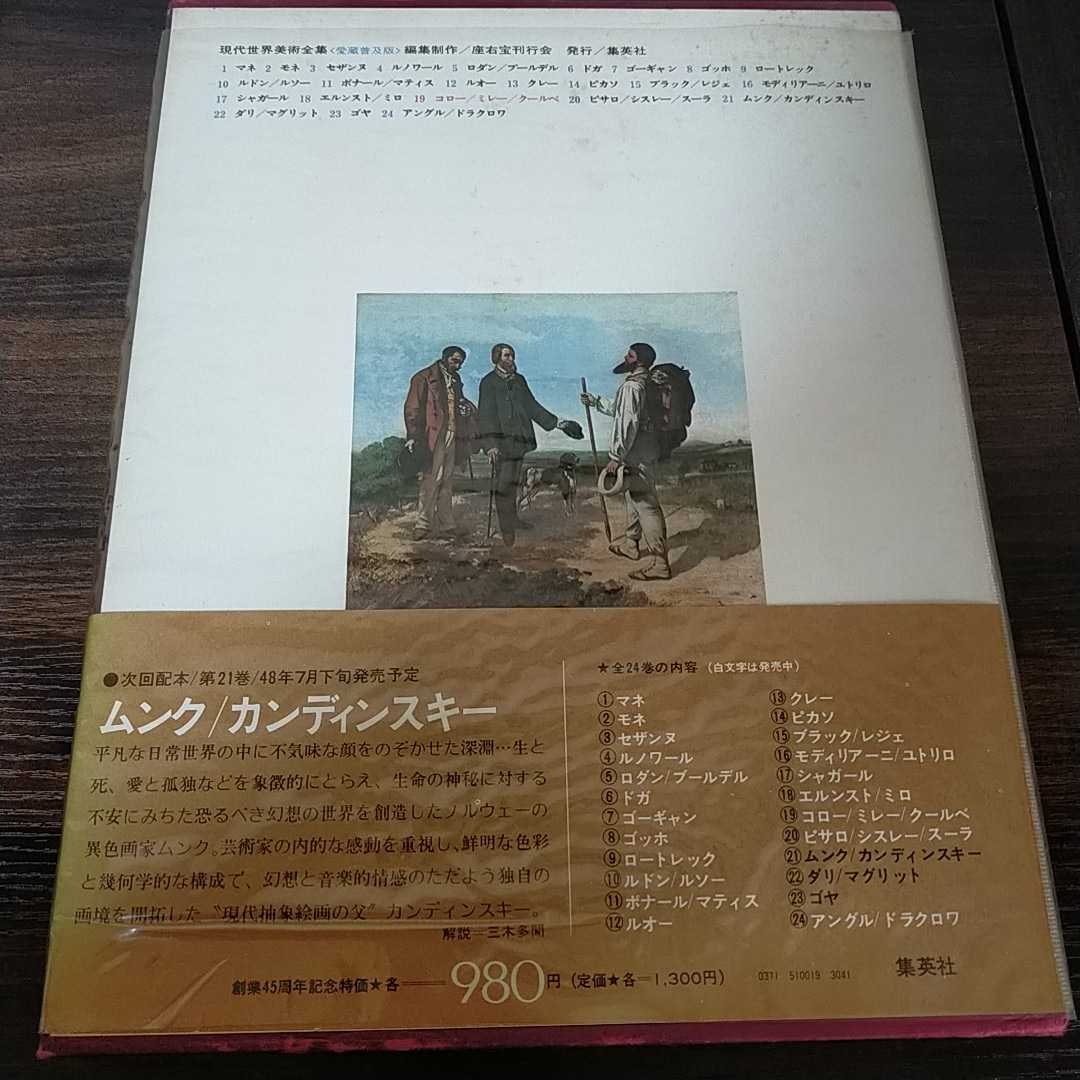 現代世界美術全集〈愛蔵普及版〉編集制作/座右宝刊行会 発行/集英社
1 マネ 2 モネ 3 セザンヌ 4 ルノワール 5 ロダン/ブールデル 6 ドガ 7 ゴーギャン 8 ゴッホ 9 ロートレック
10 ルドン/ルソー 11 ボナール/マティス 12 ルオー 13 クレー 14 ピカソ 15 ブラック/レジェ 16 モディリアーニ/ユトリロ
17 シャガール 18 エルンスト/ミロ 19 コロー/ミレー/クールベ 20 ピサロ/シスレー/スーラ 21 ムンク/カンディンスキー
22 ダリ/マグリット 23 ゴヤ 24 アングル/ドラクロワ
●次回配本/第21巻/48年7月下旬発売予定
ムンク/カンディンスキー
平凡な日常世界の中に不気味な顔をのぞかせた深淵…生と
死、愛と孤独などを象徴的にとらえ、生命の神秘に対する
不安にみちた恐るべき幻想の世界を創造したノルウェーの
異色画家ムンク。芸術家の内的な感動を重視し、鮮明な色彩
と幾何学的な構成で、幻想と音楽的情感のただよう独自の
画境を開拓した〝現代抽象絵画の父〟カンディンスキー。
解説=三木多聞
★全24巻の内容(白文字は発売中)
①マネ
②モネ
③セザンヌ
④ルノワール
⑤ロダン/ブールデル
⑥ドガ
⑦ゴーギャン
⑧ゴッホ
⑨ロートレック
⑩ルドン/ルソー
⑪ボナール/マティス
⑫ルオー
⑬クレー
⑭ピカソ
⑮ブラック/レジェ
⑯モディリアーニ/ユトリロ
⑰シャガール
⑱エルンスト/ミロ
⑲コロー/ミレー/クールベ
⑳ピサロ/シスレー/スーラ
㉑ムンク/カンディンスキー
㉒ダリ/マグリット
㉓ゴヤ
㉔アングル/ドラクロワ
創業45周年記念特価★各――980円(定価★各―1,300円)
0371 510019 3041
集英社